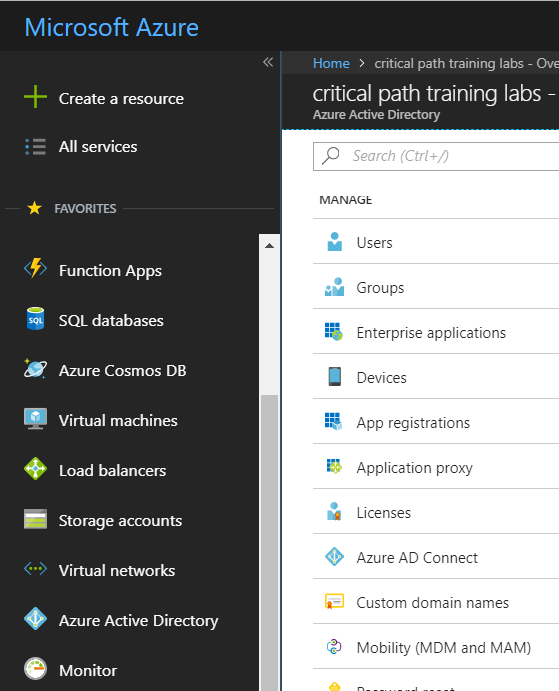 Microsoft Azure
«
Create a resource
All services
FAVORITES
Function Apps
SQL
SQL databases
Azure Cosmos DB
Virtual machines
Load balancers
Storage accounts
Virtual networks
Azure Active Directory
Monitor
Home > critical path training labs - Ove
critical path training labs -
Azure Active Directory
Search (Ctrl+/)
MANAGE
Users
Groups
Enterprise applications
Devices
App registrations
Application proxy
Licenses
Azure AD Connect
Custom domain names
Mobility (MDM and MAM)
Password reset